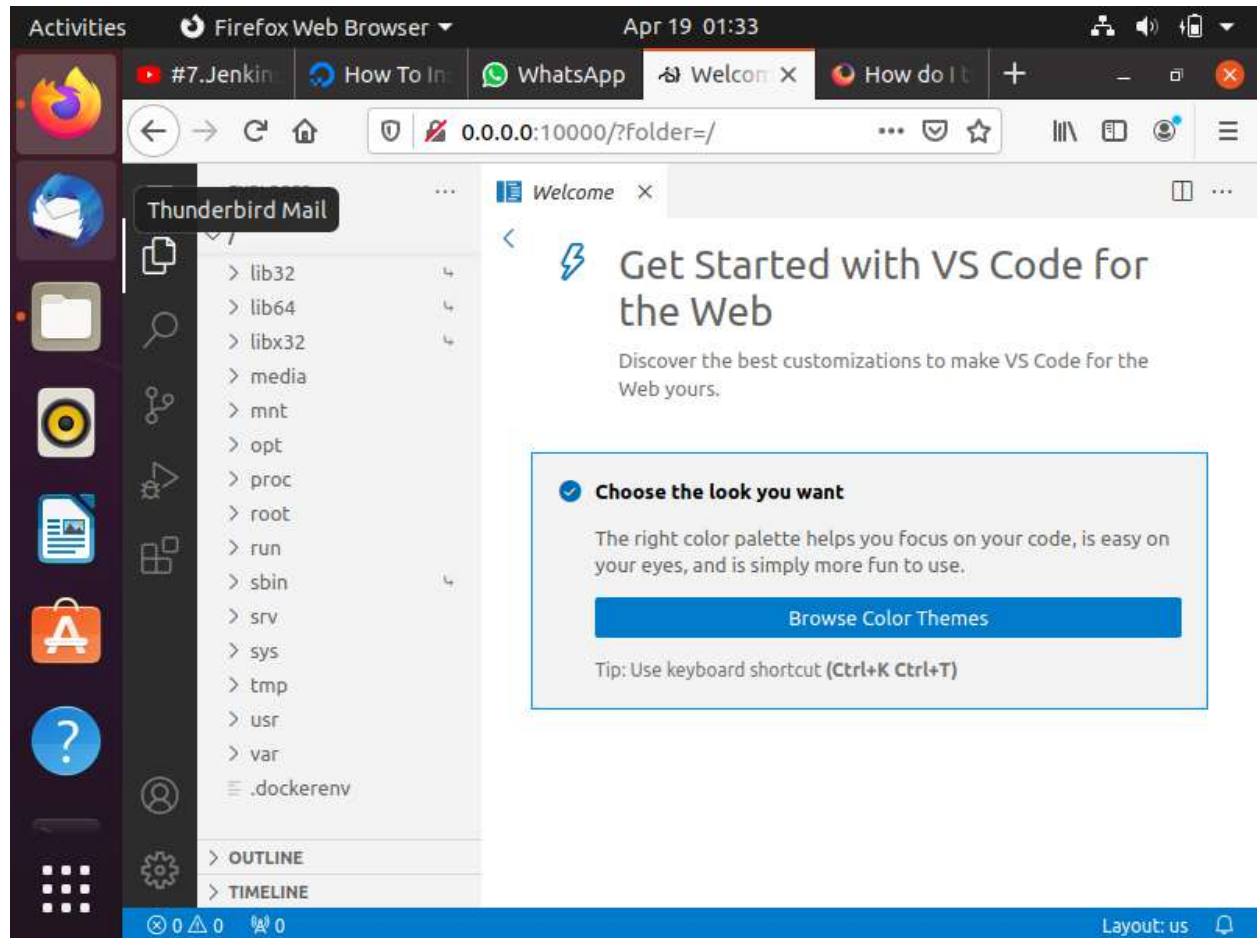 Activities
Firefox Web Browser
Apr 19 01:33
#7.Jenkin
How To In
WhatsApp
Welcom
How do I t
0.0.0.0:10000/?folder=/
Thunderbird Mail
Welcome
/
lib32
lib64
libx32
media
mnt
opt
proc
root
run
sbin
srv
sys
tmp
usr
var
.dockerenv
OUTLINE
TIMELINE
Get Started with VS Code for
the Web
Discover the best customizations to make VS Code for the
Web yours.
Choose the look you want
The right color palette helps you focus on your code, is easy on
your eyes, and is simply more fun to use.
Browse Color Themes
Tip: Use keyboard shortcut (Ctrl+K Ctrl+T)
0 0 0
Layout: us